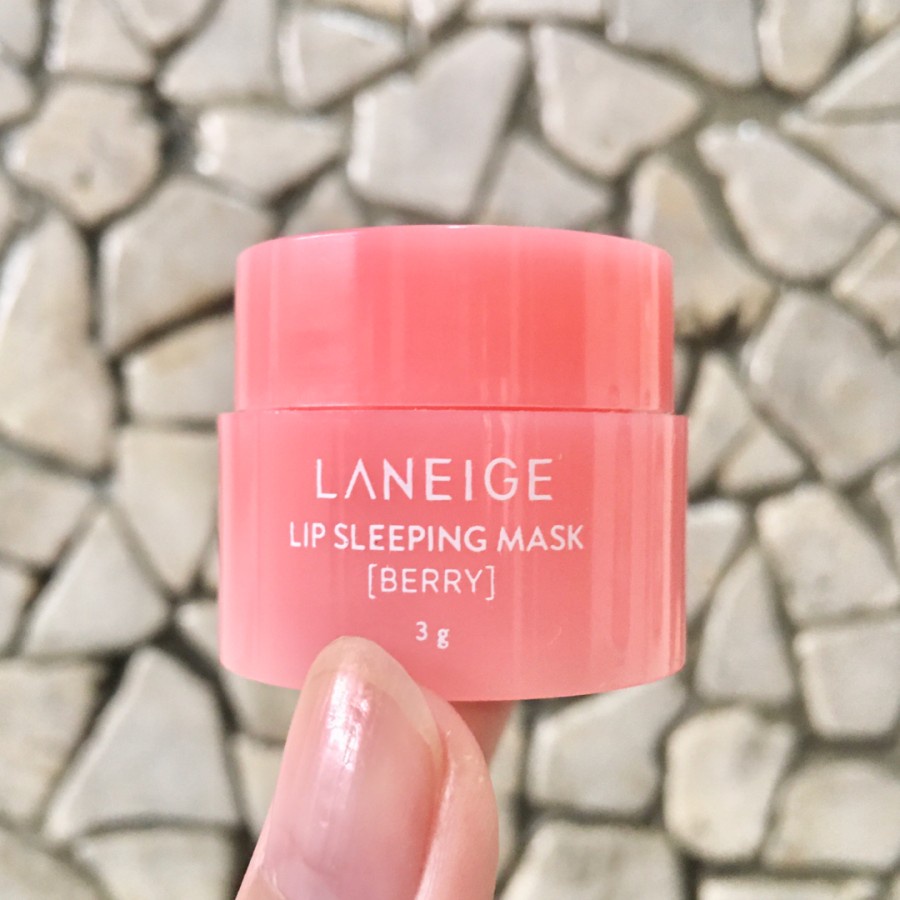 LANEIGE
LIP SLEEPING MASK
[BERRY]
3 g